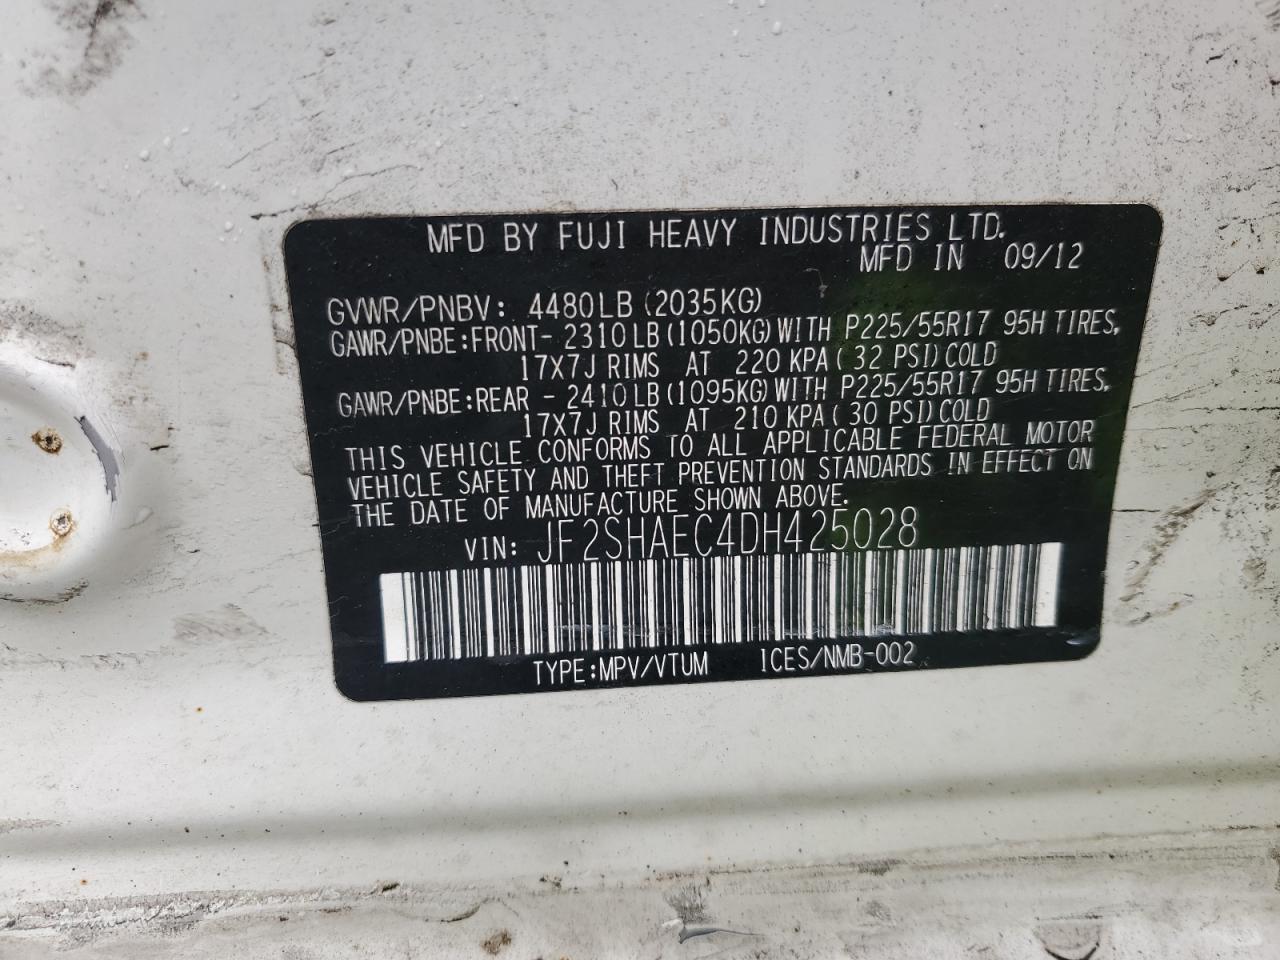 MFD BY FUJI HEAVY INDUSTRIES LTD.
MFD IN 09/12
GVWR/PNBV: 4480LB (2035KG)
GAWR/PNBE:FRONT- 2310LB(1050KG)WITH P225/55R17 95H TIRES,
17X7J RIMS AT 220 KPA( 32 PSI)COLD
GAWR/PNBE:REAR - 2410LB(1095KG)WITH P225/55R17 95H TIRES,
17X7J RIMS AT 210 KPA(30 PSI)COLD
THIS VEHICLE CONFORMS TO ALL APPLICABLE FEDERAL MOTOR
VEHICLE SAFETY AND THEFT PREVENTION STANDARDS IN EFFECT ON
THE DATE OF MANUFACTURE SHOWN ABOVE.
VIN: JF2SHAEC4DH425028
TYPE:MPV/VTUM ICES/NMB-002